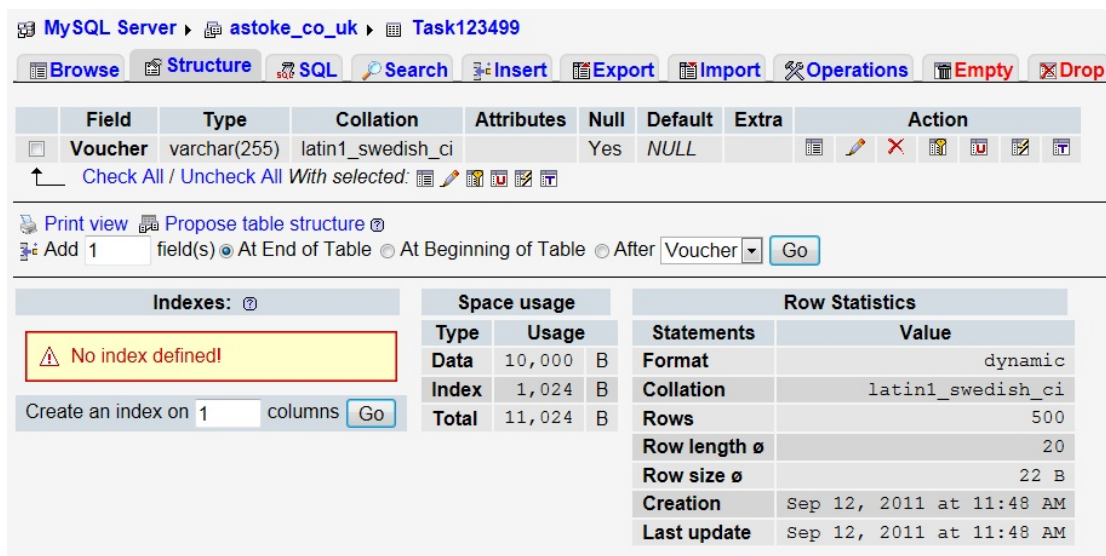 MySQL Server ▸ astoke_co_uk ▸ Task123499
Browse Structure SQL Search Insert Export Import Operations Empty Drop
Field Type Collation Attributes Null Default Extra Action
Voucher varchar(255) latin1_swedish_ci Yes NULL
Check All / Uncheck All With selected:
Print view Propose table structure
Add 1 field(s) At End of Table At Beginning of Table After Voucher Go
Indexes:
No index defined!
Create an index on 1 columns Go
Space usage
Type Usage
Data 10,000 B
Index 1,024 B
Total 11,024 B
Row Statistics
Statements Value
Format dynamic
Collation latin1_swedish_ci
Rows 500
Row length ø 20
Row size ø 22 B
Creation Sep 12, 2011 at 11:48 AM
Last update Sep 12, 2011 at 11:48 AM